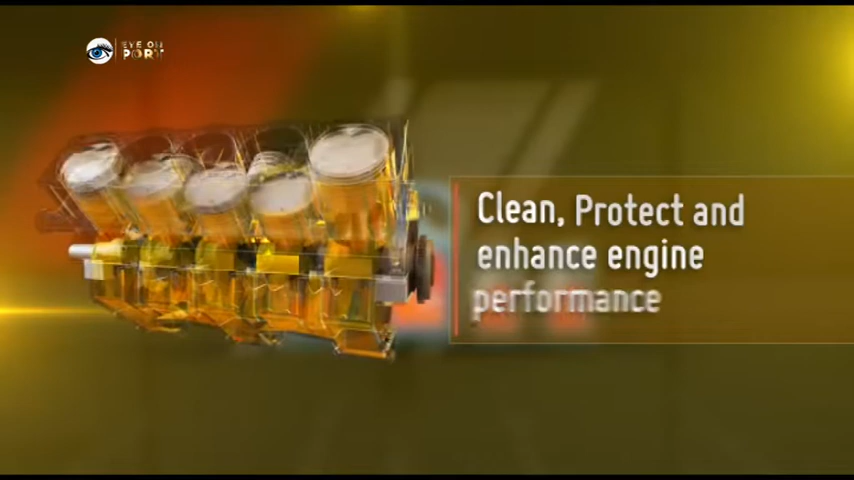 EYE ON
PORT
Clean, Protect and
enhance engine
performance